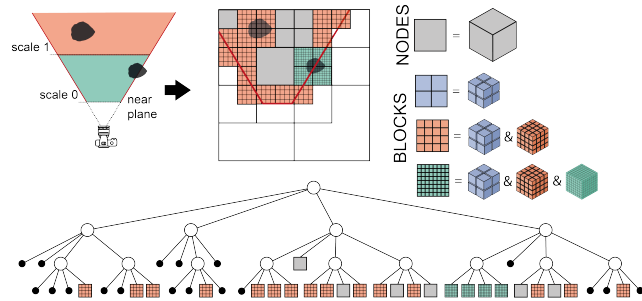 scale 1
scale 0
near
plane
NODES
=
BLOCKS
=
= &
= & &